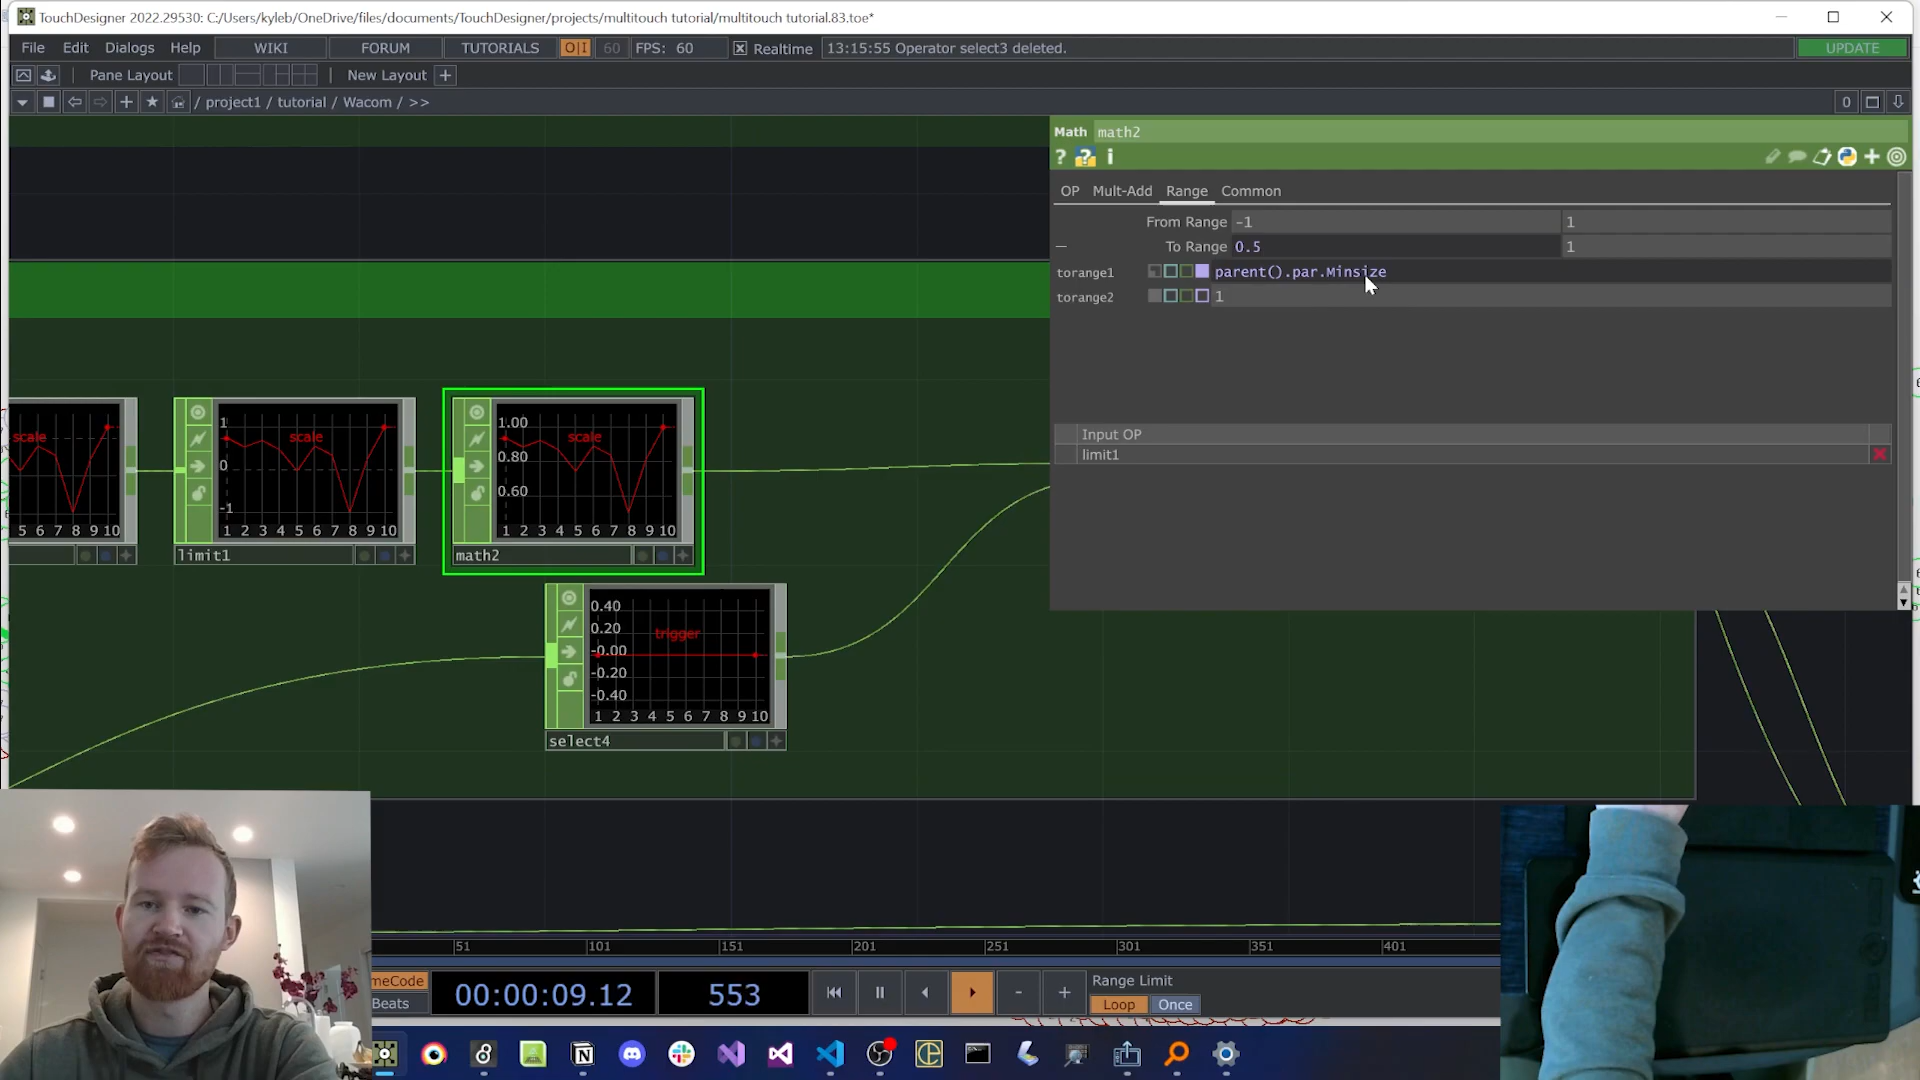 TouchDesigner 2022.29530: C:/Users/kyleb/OneDrive/files/documents/TouchDesigner/projects/multitouch tutorial/multitouch tutorial.83.toe*
File Edit Dialogs Help WIKI FORUM TUTORIALS O|I 60 FPS: 60 Realtime 13:15:55 Operator select3 deleted. UPDATE
Pane Layout New Layout +
/ project1 / tutorial / Wacom / >> 0
Math math2
? ? i
OP Mult-Add Range Common
From Range -1 1
To Range 0.5 1
torange1 parent().par.Minsize
torange2 1
Input OP
limit1
scale
5 6 7 8 9 10
1
scale
0
-1
1 2 3 4 5 6 7 8 9 10
limit1
1.00
scale
0.80
0.60
1 2 3 4 5 6 7 8 9 10
math2
0.40
0.20
trigger
-0.00
-0.20
-0.40
1 2 3 4 5 6 7 8 9 10
select4
51 101 151 201 251 301 351 401
meCode
Beats
00:00:09.12
553
- +
Range Limit
Loop Once